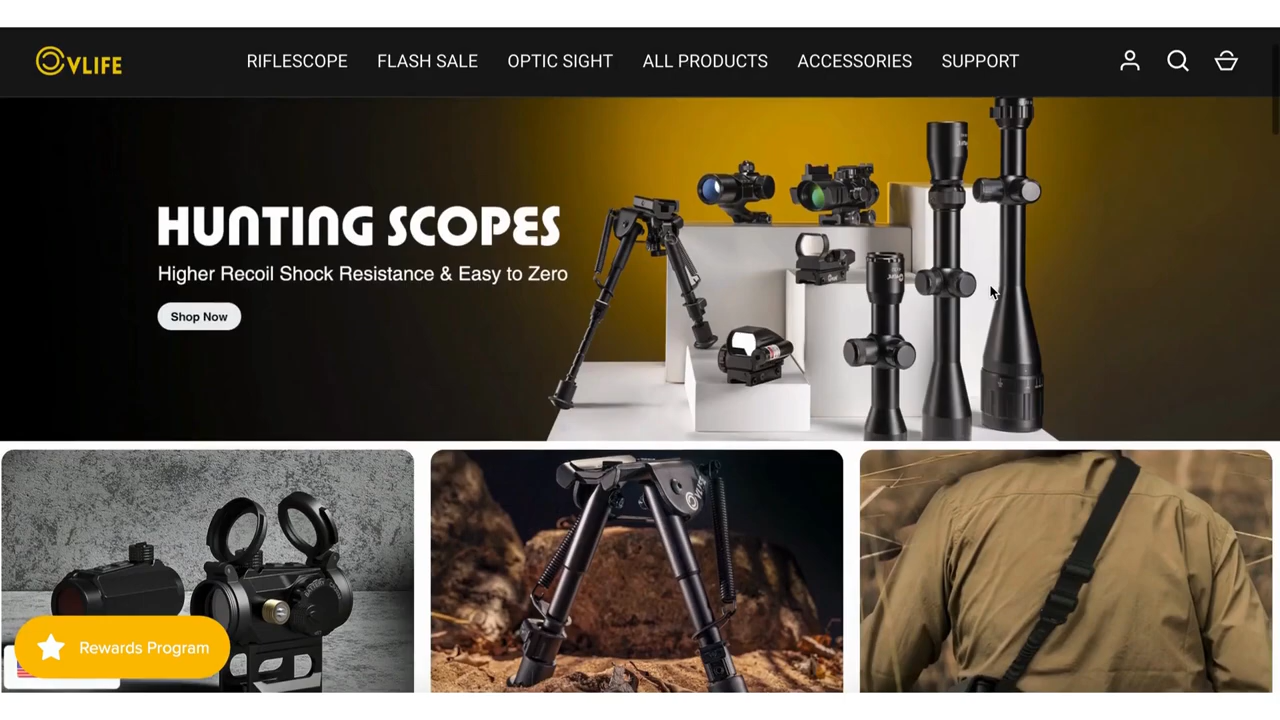 OVLIFE
RIFLESCOPE FLASH SALE OPTIC SIGHT ALL PRODUCTS ACCESSORIES SUPPORT
HUNTING SCOPES
Higher Recoil Shock Resistance & Easy to Zero
Shop Now
Rewards Program